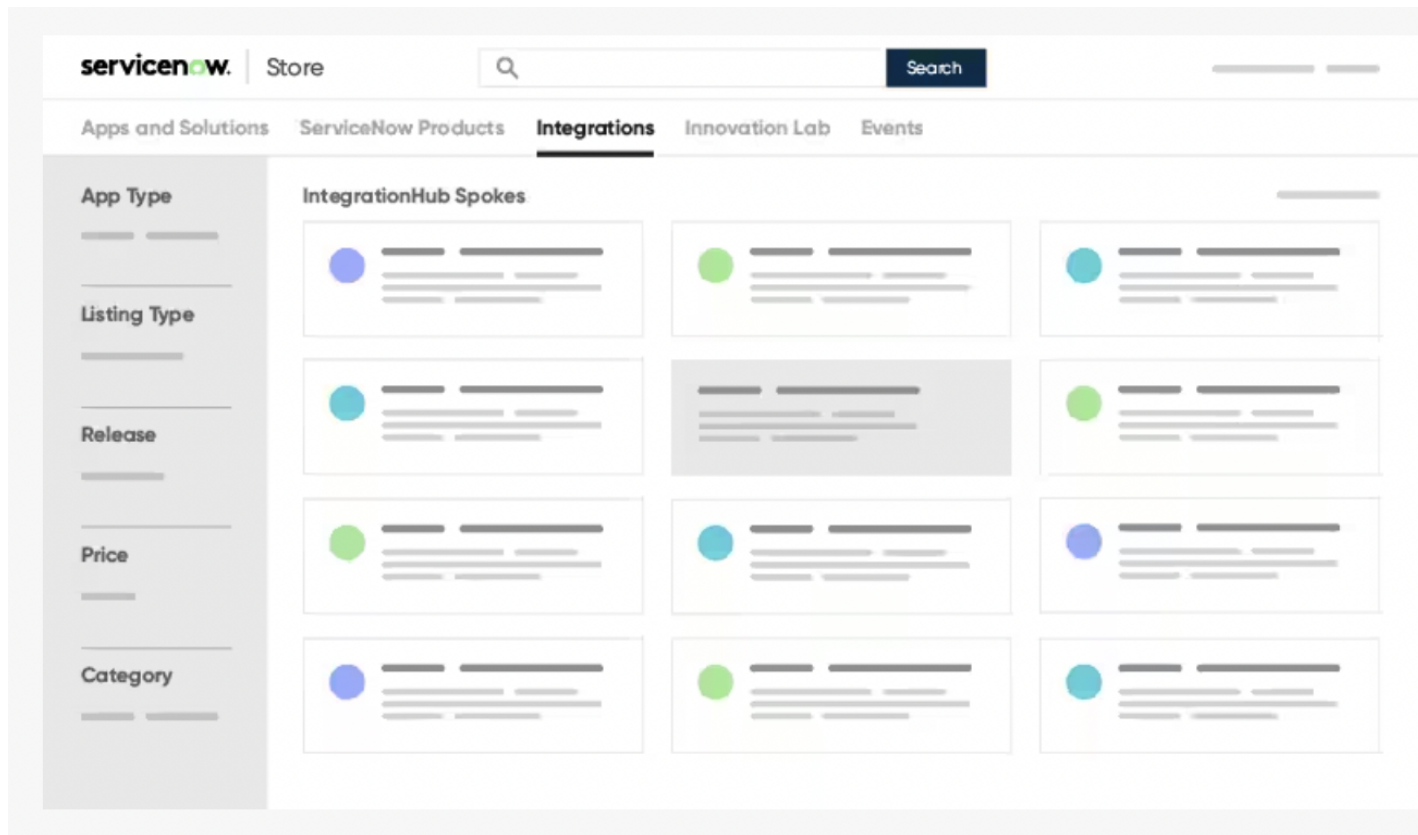 servicenow. Store Search
Apps and Solutions ServiceNow Products Integrations Innovation Lab Events
App Type
IntegrationHub Spokes
Listing Type
Release
Price
Category